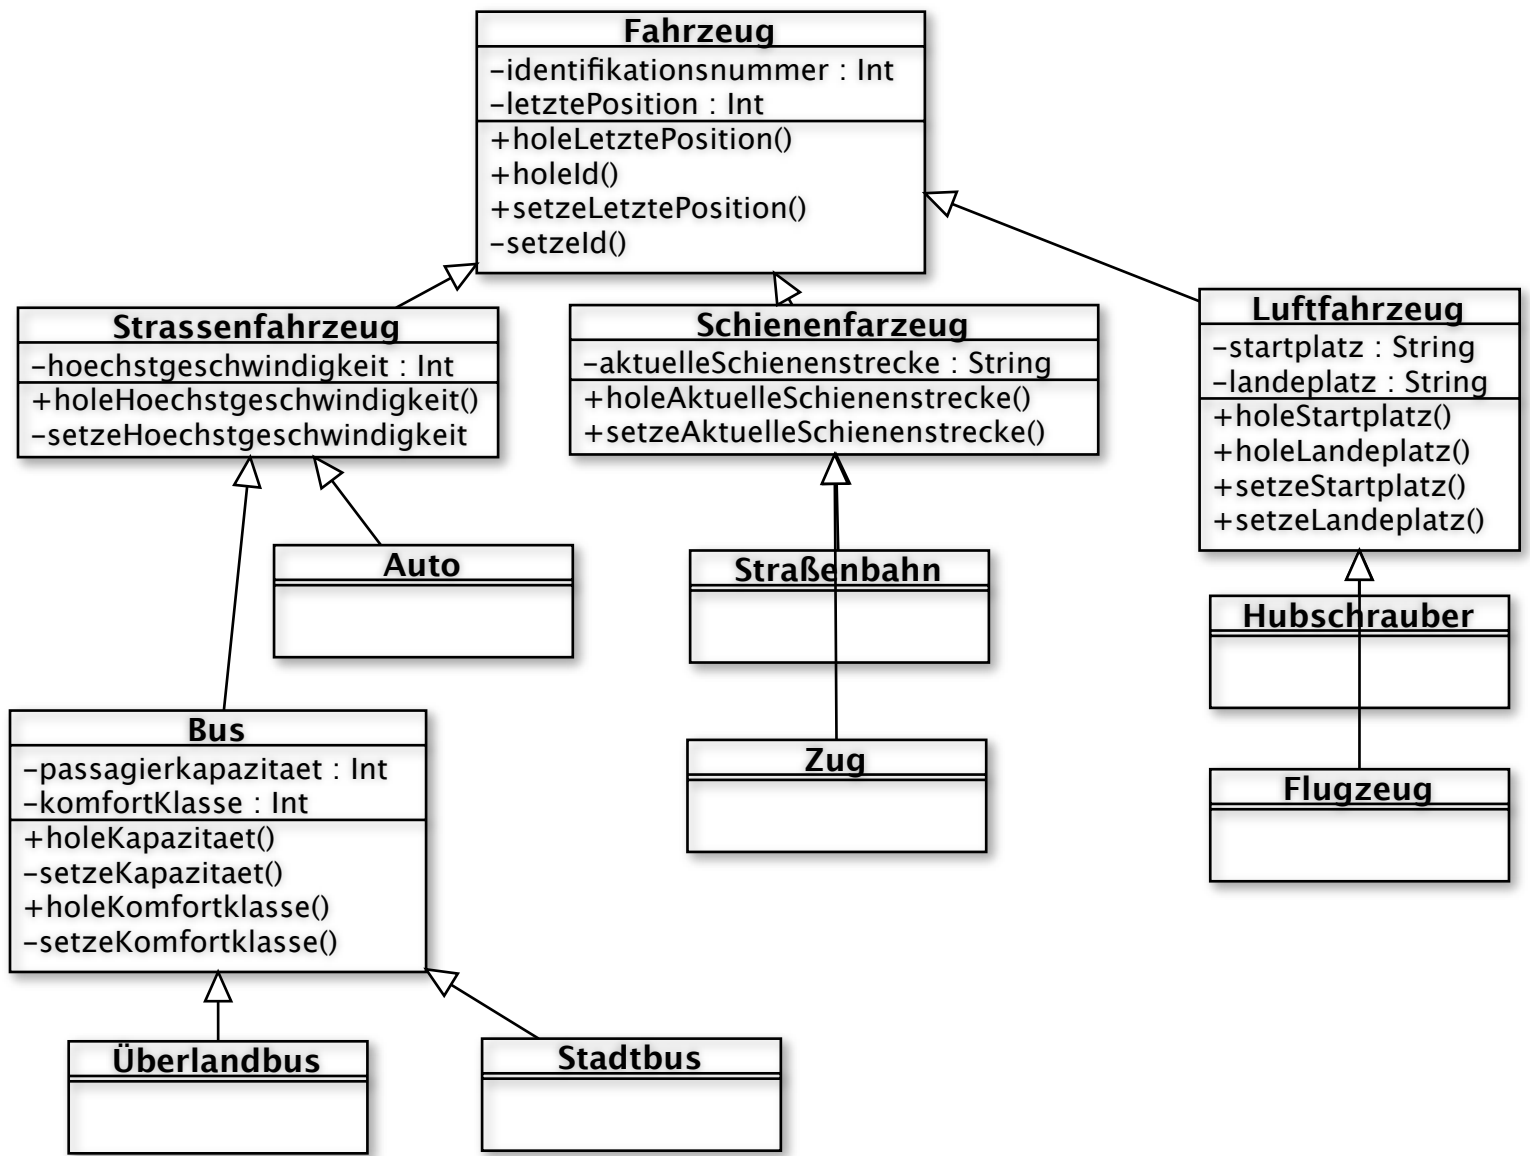 Fahrzeug
–identifikationsnummer : Int
–letztePosition : Int
+holeLetztePosition()
+holeId()
+setzeLetztePosition()
–setzeId()
Strassenfahrzeug
–hoechstgeschwindigkeit : Int
+holeHoechstgeschwindigkeit()
–setzeHoechstgeschwindigkeit
Schienenfarzeug
–aktuelleSchienenstrecke : String
+holeAktuelleSchienenstrecke()
+setzeAktuelleSchienenstrecke()
Luftfahrzeug
–startplatz : String
–landeplatz : String
+holeStartplatz()
+holeLandeplatz()
+setzeStartplatz()
+setzeLandeplatz()
Auto
Straßenbahn
Hubschrauber
Bus
–passagierkapazitaet : Int
–komfortKlasse : Int
+holeKapazitaet()
–setzeKapazitaet()
+holeKomfortklasse()
–setzeKomfortklasse()
Zug
Flugzeug
Überlandbus
Stadtbus